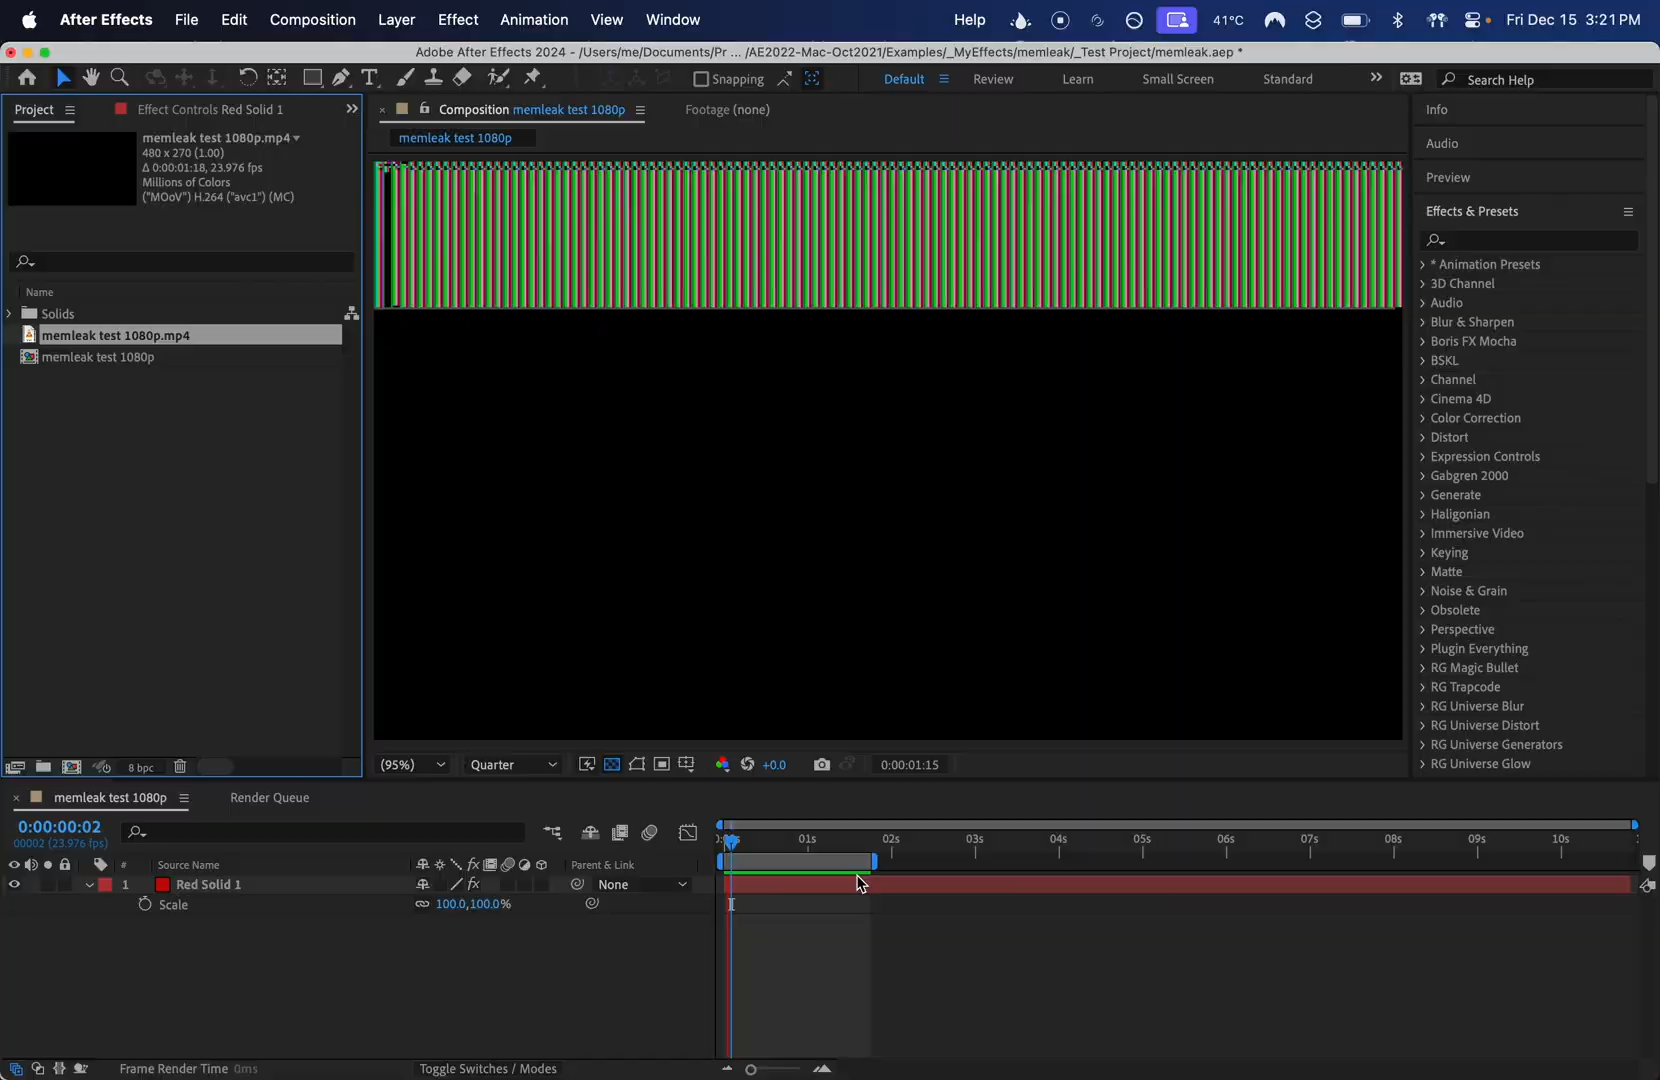 After Effects File Edit Composition Layer Effect Animation View Window Help 41°C Fri Dec 15 3:21 PM
Adobe After Effects 2024 - /Users/me/Documents/Pr ... /AE2022-Mac-Oct2021/Examples/_MyEffects/memleak/_Test Project/memleak.aep *
Snapping Default Review Learn Small Screen Standard Search Help
Project Effect Controls Red Solid 1
memleak test 1080p.mp4
480 x 270 (1.00)
Δ 0:00:01:18, 23.976 fps
Millions of Colors
("MOoV") H.264 ("avc1") (MC)
Name
Solids
memleak test 1080p.mp4
memleak test 1080p
8 bpc
Composition memleak test 1080p Footage (none)
memleak test 1080p
(95%) Quarter +0.0 0:00:01:15
Info
Audio
Preview
Effects & Presets
* Animation Presets
3D Channel
Audio
Blur & Sharpen
Boris FX Mocha
BSKL
Channel
Cinema 4D
Color Correction
Distort
Expression Controls
Gabgren 2000
Generate
Haligonian
Immersive Video
Keying
Matte
Noise & Grain
Obsolete
Perspective
Plugin Everything
RG Magic Bullet
RG Trapcode
RG Universe Blur
RG Universe Distort
RG Universe Generators
RG Universe Glow
memleak test 1080p Render Queue
0:00:00:02
00002 (23.976 fps)
01s 02s 03s 04s 05s 06s 07s 08s 09s 10s
# Source Name fx Parent & Link
1 Red Solid 1 fx None
Scale 100.0,100.0%
Frame Render Time 0ms Toggle Switches / Modes